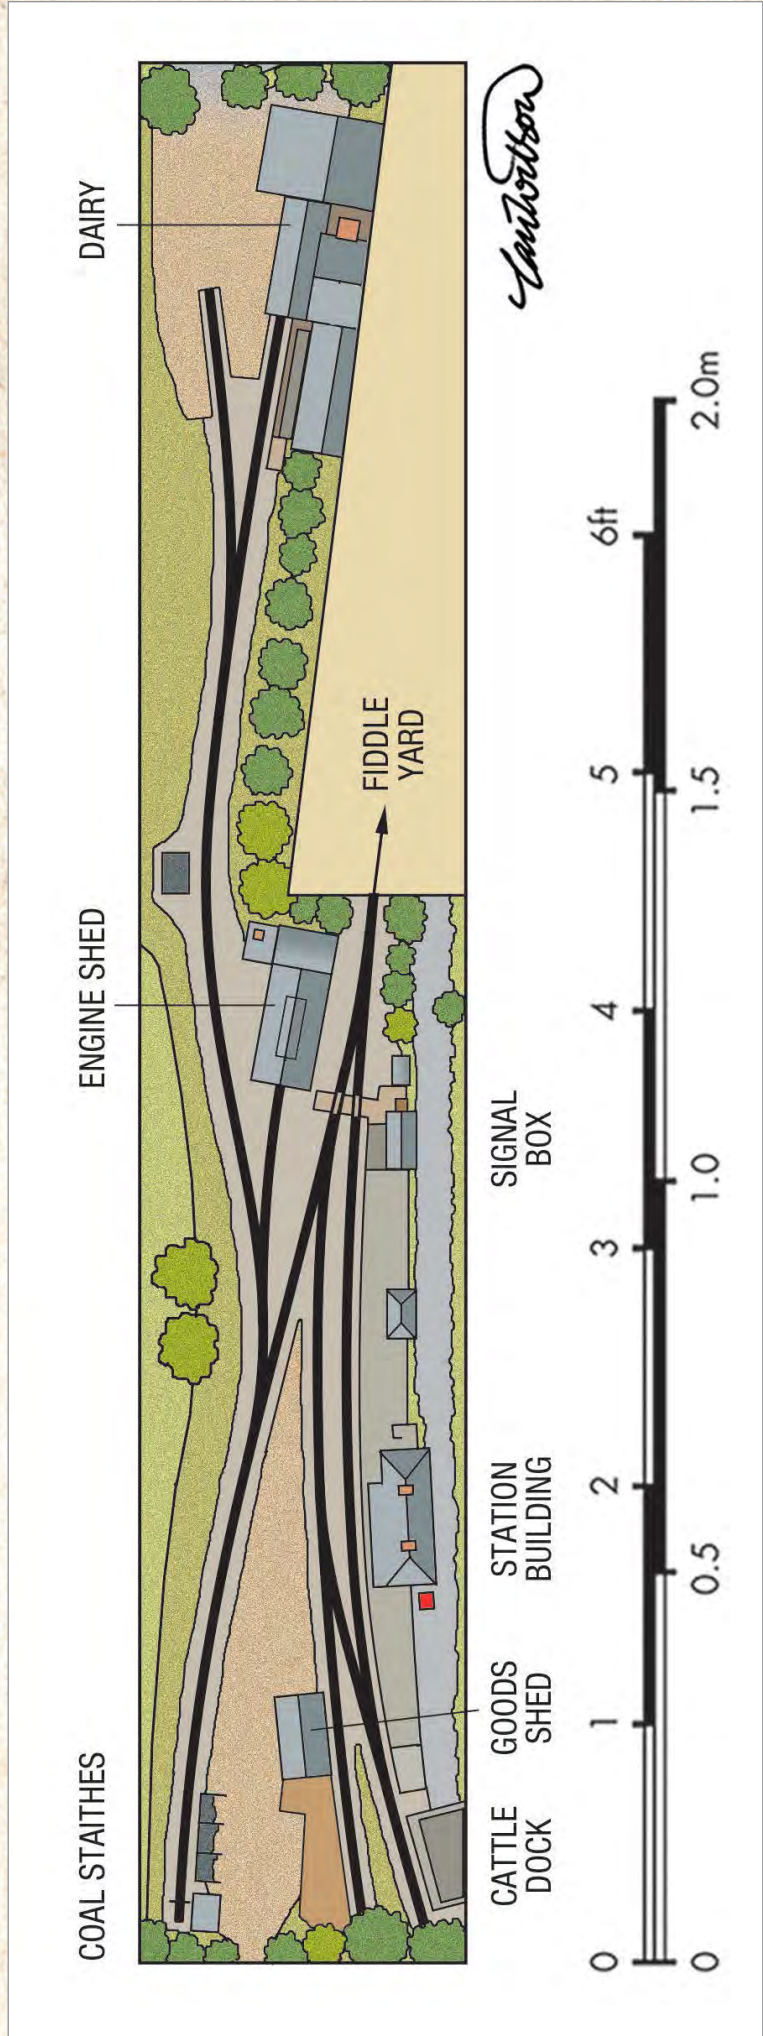 COAL STAITHES
ENGINE SHED
DAIRY
FIDDLE
YARD
CATTLE
DOCK
GOODS
SHED
STATION
BUILDING
SIGNAL
BOX
0
1
2
3
4
5
6ft
0
0.5
1.0
1.5
2.0m